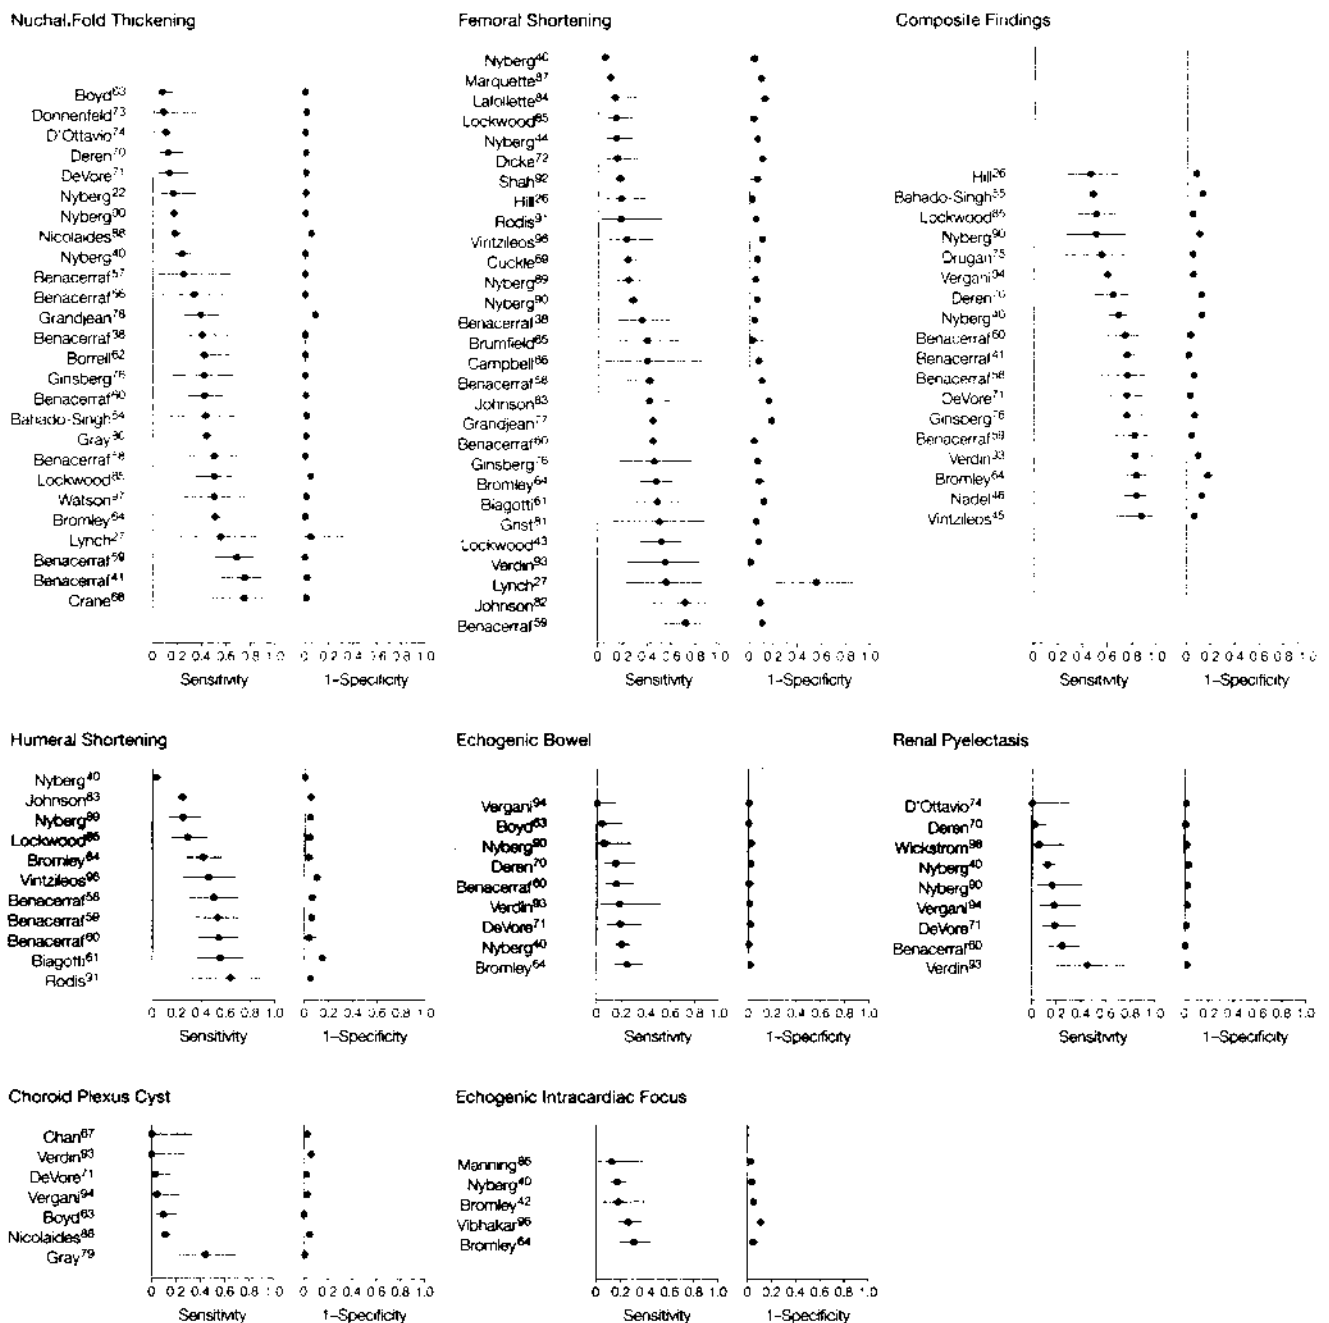 Nuchal Fold Thickening
Boyd63
Donnenfeld73
D'Ottavio74
Deren70
DeVore71
Nyberg22
Nyberg90
Nicolaides88
Nyberg40
Benacerraf57
Benacerraf56
Grandjean78
Benacerraf38
Borrell62
Ginsberg76
Benacerraf60
Bahado-Singh54
Gray80
Benacerraf58
Lockwood85
Watson97
Bromley64
Lynch27
Benacerraf59
Benacerraf41
Crane68
0 0.2 0.4 0.6 0.8 1.0 0 0.2 0.4 0.6 0.8 1.0
Sensitivity 1–Specificity
Femoral Shortening
Nyberg40
Marquette87
Lafollette84
Lockwood85
Nyberg44
Dicke72
Shah92
Hill26
Rodis91
Vintzileos96
Cuckle69
Nyberg89
Nyberg90
Benacerraf38
Brumfield65
Campbell66
Benacerraf58
Johnson83
Grandjean77
Benacerraf60
Ginsberg76
Bromley64
Biagotti61
Grist81
Lockwood43
Verdin93
Lynch27
Johnson82
Benacerraf59
0 0.2 0.4 0.6 0.8 1.0 0 0.2 0.4 0.6 0.8 1.0
Sensitivity 1–Specificity
Composite Findings
Hill26
Bahado-Singh55
Lockwood85
Nyberg90
Drugan75
Vergani94
Deren70
Nyberg40
Benacerraf60
Benacerraf41
Benacerraf58
DeVore71
Ginsberg76
Benacerraf59
Verdin93
Bromley64
Nadel46
Vintzileos45
0 0.2 0.4 0.6 0.8 1.0 0 0.2 0.4 0.6 0.8 1.0
Sensitivity 1–Specificity
Humeral Shortening
Nyberg40
Johnson83
Nyberg89
Lockwood85
Bromley64
Vintzileos96
Benacerraf58
Benacerraf59
Benacerraf60
Biagotti61
Rodis91
0 0.2 0.4 0.6 0.8 1.0 0 0.2 0.4 0.6 0.8 1.0
Sensitivity 1–Specificity
Echogenic Bowel
Vergani94
Boyd63
Nyberg90
Deren70
Benacerraf60
Verdin93
DeVore71
Nyberg40
Bromley64
0 0.2 0.4 0.6 0.8 1.0 0 0.2 0.4 0.6 0.8 1.0
Sensitivity 1–Specificity
Renal Pyelectasis
D'Ottavio74
Deren70
Wickstrom98
Nyberg40
Nyberg90
Vergani94
DeVore71
Benacerraf60
Verdin93
0 0.2 0.4 0.6 0.8 1.0 0 0.2 0.4 0.6 0.8 1.0
Sensitivity 1–Specificity
Choroid Plexus Cyst
Chan67
Verdin93
DeVore71
Vergani94
Boyd63
Nicolaides88
Gray79
0 0.2 0.4 0.6 0.8 1.0 0 0.2 0.4 0.6 0.8 1.0
Sensitivity 1–Specificity
Echogenic Intracardiac Focus
Manning86
Nyberg40
Bromley42
Vibhakar95
Bromley64
0 0.2 0.4 0.6 0.8 1.0 0 0.2 0.4 0.6 0.8 1.0
Sensitivity 1–Specificity